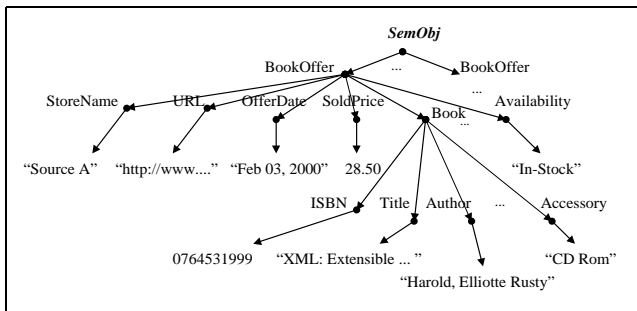 SemObj
BookOffer ... BookOffer
...
StoreName URL OfferDate SoldPrice Book ... Availability
“Source A” “http://www....” “Feb 03, 2000” 28.50 “In-Stock”
ISBN Title Author ... Accessory
0764531999 “XML: Extensible ... ” “CD Rom”
“Harold, Elliotte Rusty”